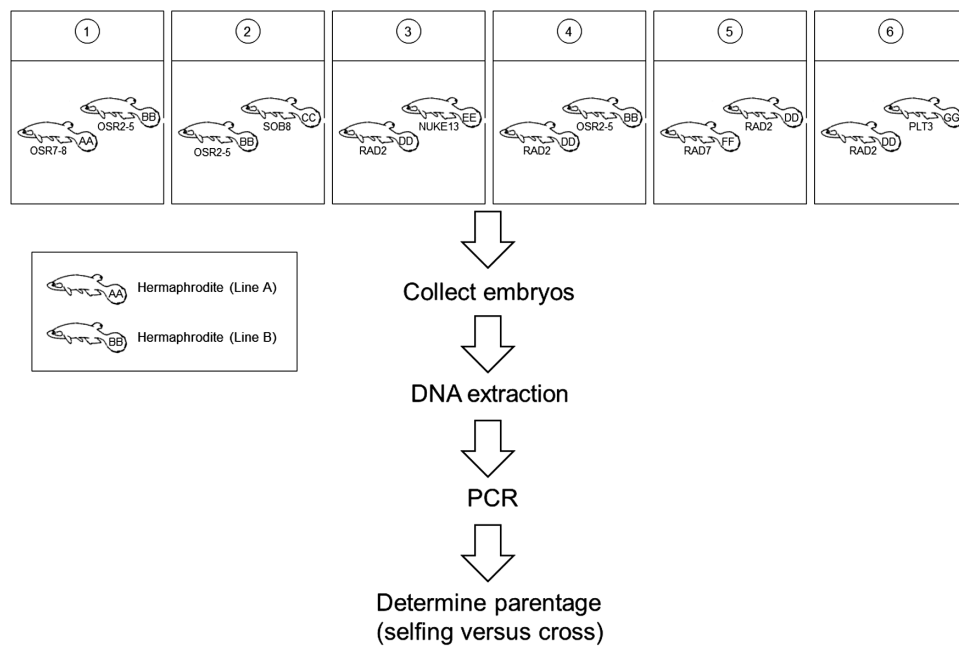 1
2
3
4
5
6
BB
OSR2-5
AA
OSR7-8
CC
SOB8
BB
OSR2-5
EE
NUKE13
DD
RAD2
BB
OSR2-5
DD
RAD2
DD
RAD2
FF
RAD7
GG
PLT3
DD
RAD2
AA Hermaphrodite (Line A)
BB Hermaphrodite (Line B)
Collect embryos
DNA extraction
PCR
Determine parentage
(selfing versus cross)